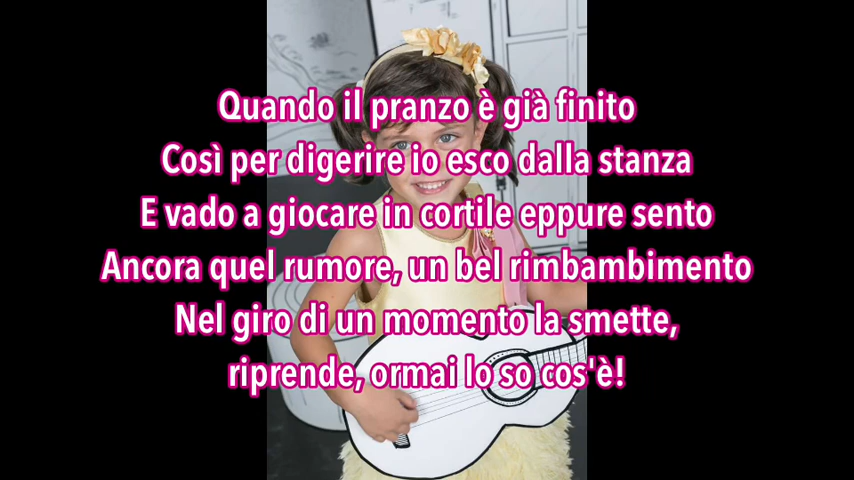 Quando il pranzo è già finito
Così per digerire io esco dalla stanza
E vado a giocare in cortile eppure sento
Ancora quel rumore, un bel rimbambimento
Nel giro di un momento la smette,
riprende, ormai lo so cos'è!